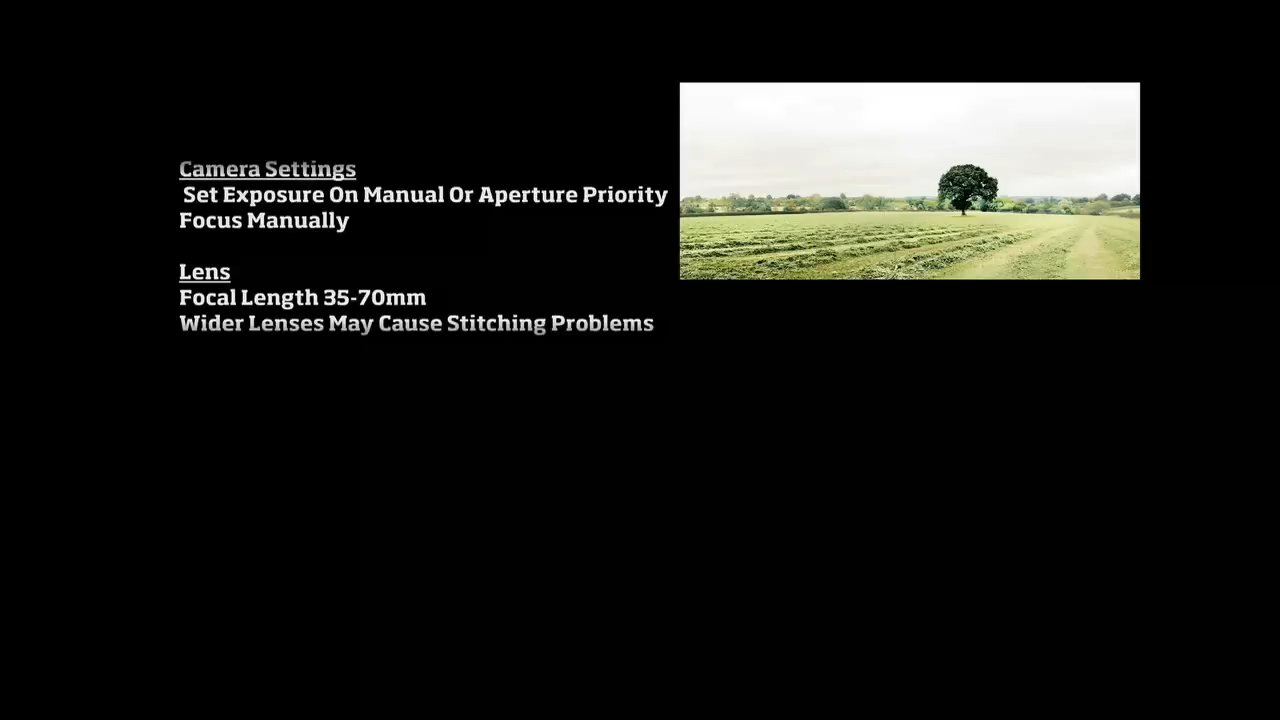 Camera Settings
Set Exposure On Manual Or Aperture Priority
Focus Manually
Lens
Focal Length 35-70mm
Wider Lenses May Cause Stitching Problems